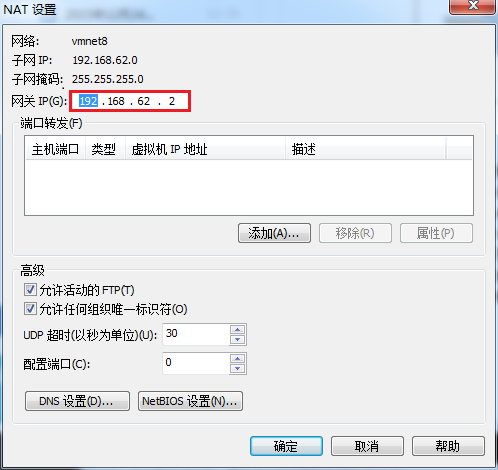 NAT 设置
网络: vmnet8
子网 IP: 192.168.62.0
子网掩码: 255.255.255.0
网关 IP(G): 192 . 168 . 62 . 2
端口转发(F)
主机端口 类型 虚拟机 IP 地址 描述
添加(A)... 移除(R) 属性(P)
高级
允许活动的 FTP(T)
允许任何组织唯一标识符(O)
UDP 超时(以秒为单位)(U): 30
配置端口(C): 0
DNS 设置(D)... NetBIOS 设置(N)...
确定 取消 帮助